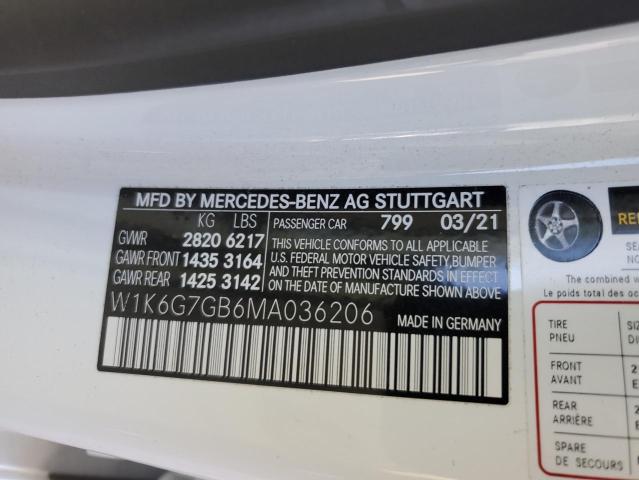 MFD BY MERCEDES-BENZ AG STUTTGART
KG LBS
PASSENGER CAR 799 03/21
GVWR 2820 6217
GAWR FRONT 1435 3164
GAWR REAR 1425 3142
THIS VEHICLE CONFORMS TO ALL APPLICABLE
U.S. FEDERAL MOTOR VEHICLE SAFETY, BUMPER
AND THEFT PREVENTION STANDARDS IN EFFECT
ON THE DATE OF MANUFACTURE SHOWN ABOVE
W1K6G7GB6MA036206
MADE IN GERMANY
The combined
Le poids total
TIRE
PNEU
FRONT
AVANT
REAR
ARRIÈRE
SPARE
DE SECOURS